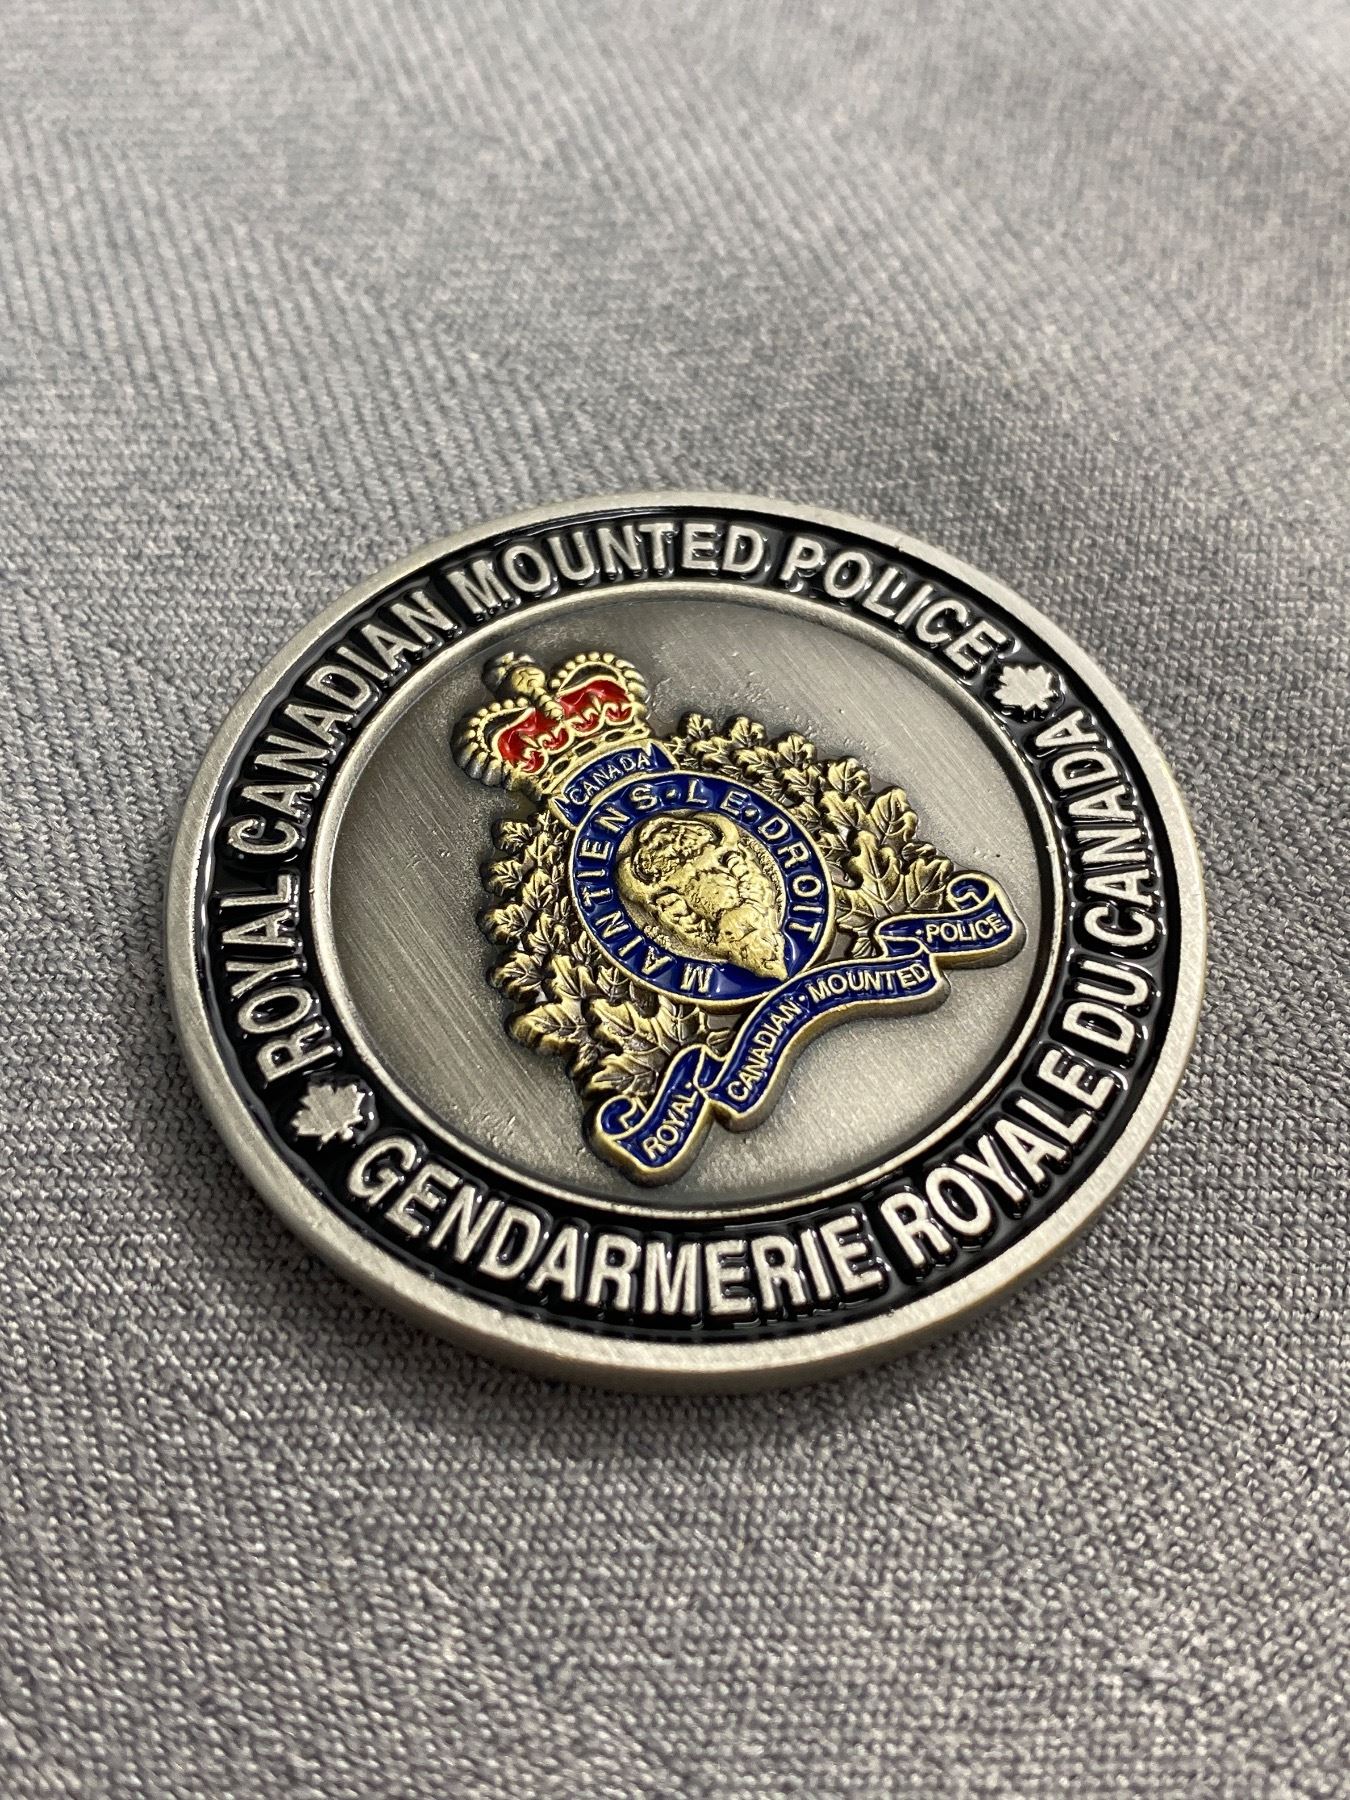 ROYAL CANADIAN MOUNTED POLICE
GENDARMERIE ROYALE DU CANADA
CANADA
MAINTIENS·LE·DROIT
ROYAL· CANADIAN·MOUNTED ·POLICE